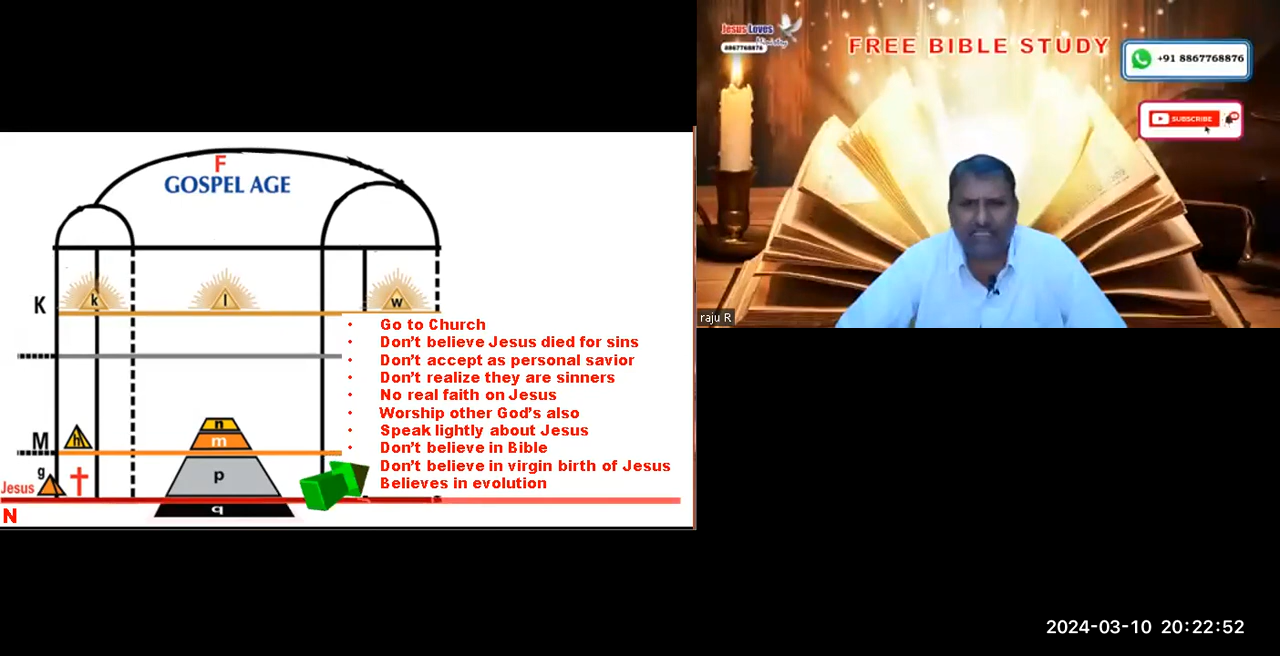 F
GOSPEL AGE
K
k
l
w
M
h
n
m
g
Jesus
p
q
N
• Go to Church
• Don't believe Jesus died for sins
• Don't accept as personal savior
• Don't realize they are sinners
• No real faith on Jesus
• Worship other God's also
• Speak lightly about Jesus
• Don't believe in Bible
Don't believe in virgin birth of Jesus
Believes in evolution
Jesus Loves
Ministry
8867768876
FREE BIBLE STUDY
+91 8867768876
SUBSCRIBE
raju R
2024-03-10 20:22:52